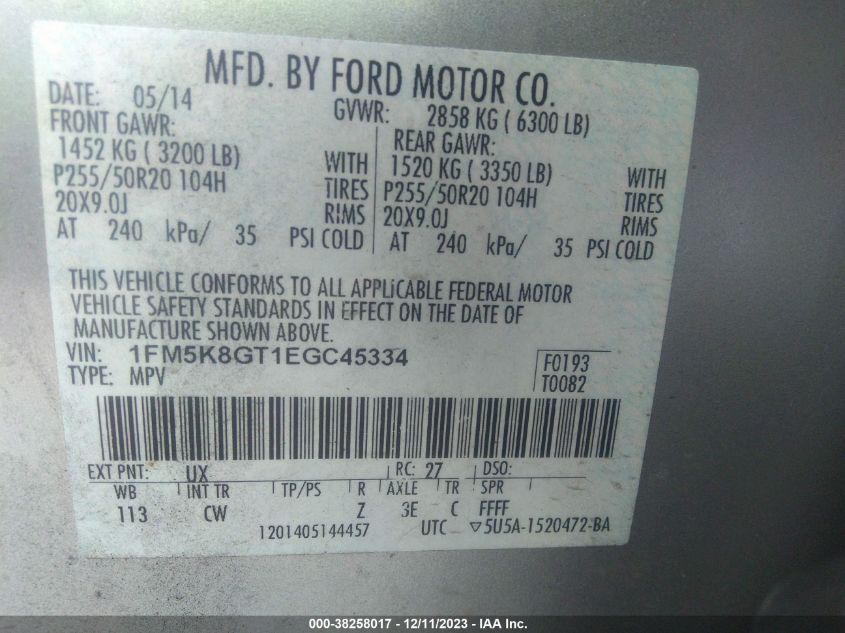 MFD. BY FORD MOTOR CO.
DATE: 05/14 GVWR: 2858 KG ( 6300 LB)
FRONT GAWR: REAR GAWR:
1452 KG ( 3200 LB) WITH 1520 KG ( 3350 LB) WITH
P255/50R20 104H TIRES P255/50R20 104H TIRES
20X9.0J RIMS 20X9.0J RIMS
AT 240 kPa/ 35 PSI COLD AT 240 kPa/ 35 PSI COLD
THIS VEHICLE CONFORMS TO ALL APPLICABLE FEDERAL MOTOR
VEHICLE SAFETY STANDARDS IN EFFECT ON THE DATE OF
MANUFACTURE SHOWN ABOVE.
VIN: 1FM5K8GT1EGC45334 F0193
TYPE: MPV T0082
EXT PNT: UX RC: 27 DSO:
WB INT TR TP/PS R AXLE TR SPR
113 CW Z 3E C FFFF
1201405144457 UTC ▽5U5A-1520472-BA
000-38258017 - 12/11/2023 - IAA Inc.